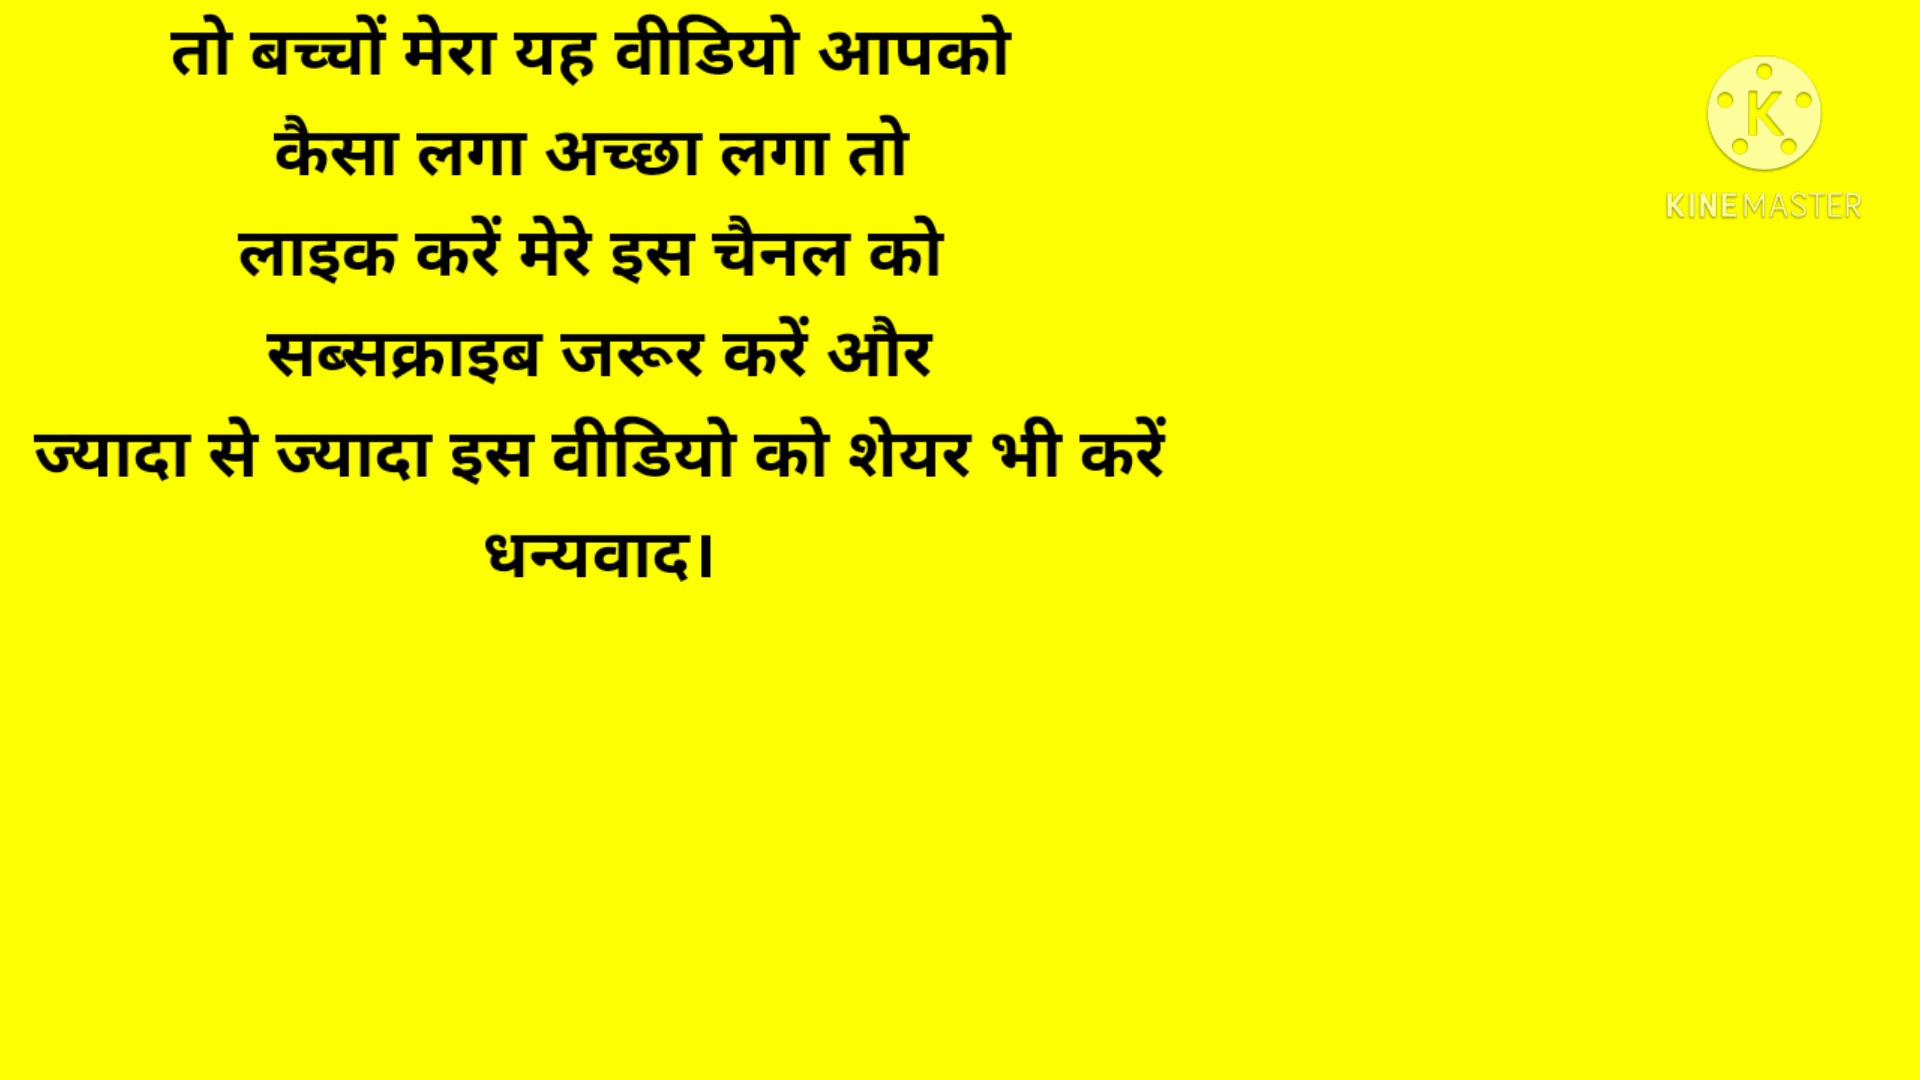 तो बच्चों मेरा यह वीडियो आपको
कैसा लगा अच्छा लगा तो
लाइक करें मेरे इस चैनल को
सब्सक्राइब जरूर करें और
ज्यादा से ज्यादा इस वीडियो को शेयर भी करें
धन्यवाद।
K
KINEMASTER